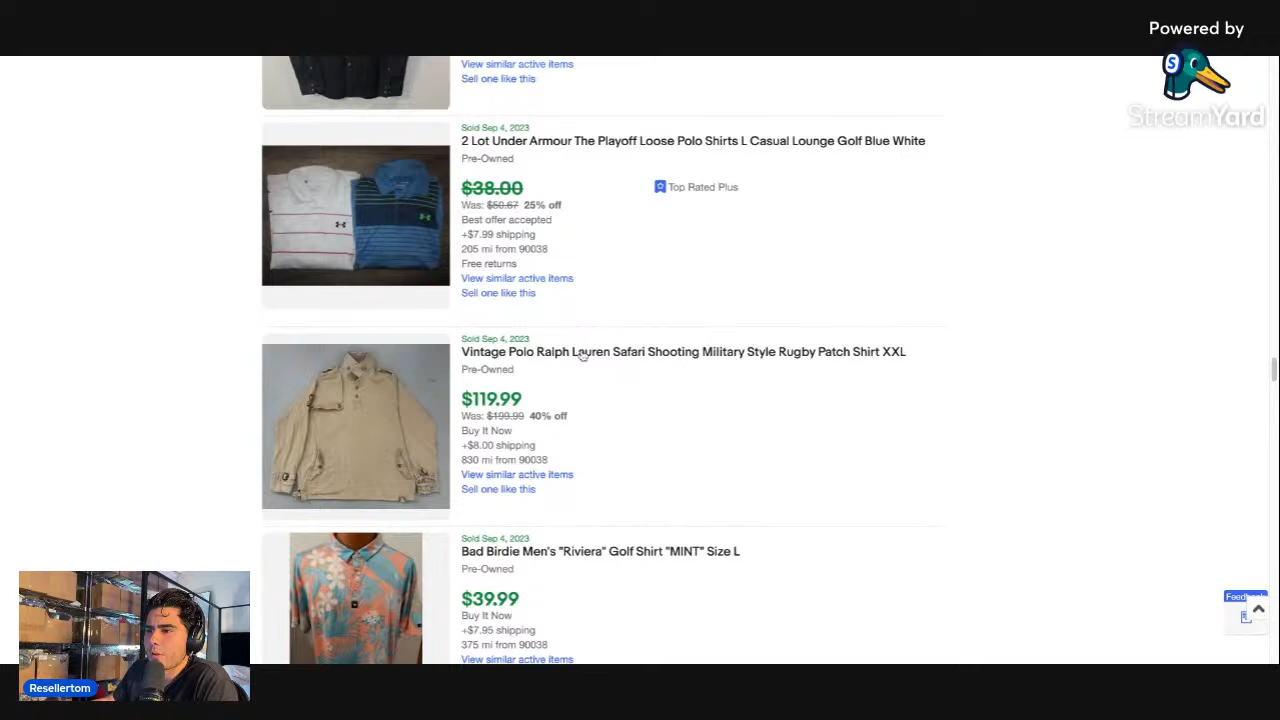 Powered by
StreamYard
View similar active items
Sell one like this
Sold Sep 4, 2023
2 Lot Under Armour The Playoff Loose Polo Shirts L Casual Lounge Golf Blue White
Pre-Owned
$38.00
Top Rated Plus
Was: $50.67 25% off
Best offer accepted
+$7.99 shipping
205 mi from 90038
Free returns
View similar active items
Sell one like this
Sold Sep 4, 2023
Vintage Polo Ralph Lauren Safari Shooting Military Style Rugby Patch Shirt XXL
Pre-Owned
$119.99
Was: $199.99 40% off
Buy It Now
+$8.00 shipping
830 mi from 90038
View similar active items
Sell one like this
Sold Sep 4, 2023
Bad Birdie Men's "Riviera" Golf Shirt "MINT" Size L
Pre-Owned
$39.99
Buy It Now
+$7.95 shipping
375 mi from 90038
View similar active items
Resellertom